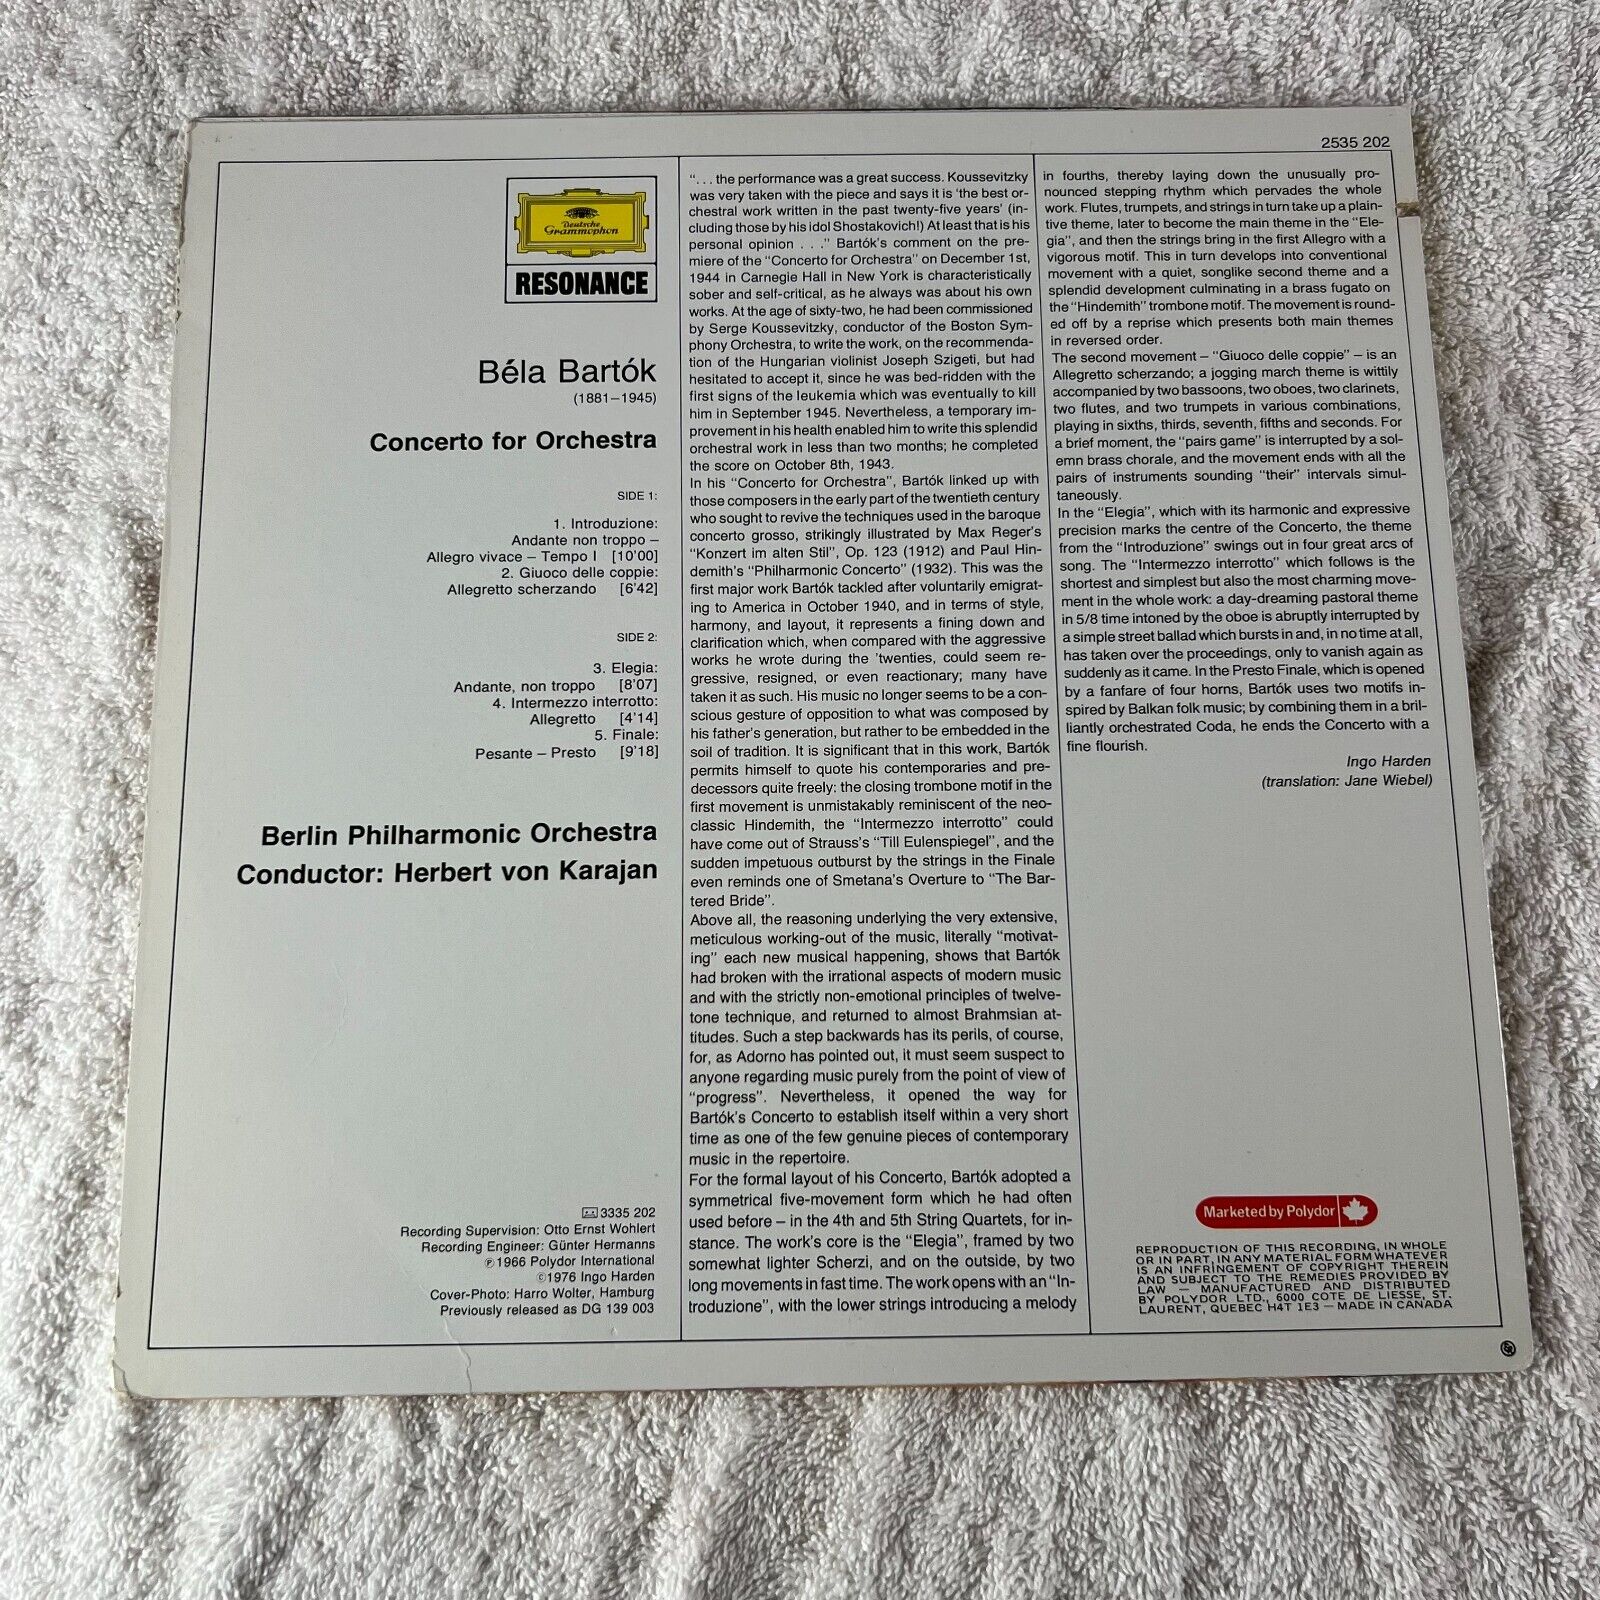 2535 202
Deutsche
Grammophon
RESONANCE
Béla Bartók
(1881–1945)
Concerto for Orchestra
SIDE 1:
1. Introduzione:
Andante non troppo –
Allegro vivace – Tempo I [10'00]
2. Giuoco delle coppie:
Allegretto scherzando [6'42]
SIDE 2:
3. Elegia:
Andante, non troppo [8'07]
4. Intermezzo interrotto:
Allegretto [4'14]
5. Finale:
Pesante – Presto [9'18]
Berlin Philharmonic Orchestra
Conductor: Herbert von Karajan
3335 202
Recording Supervision: Otto Ernst Wohlert
Recording Engineer: Günter Hermanns
℗1966 Polydor International
©1976 Ingo Harden
Cover-Photo: Harro Wolter, Hamburg
Previously released as DG 139 003
“. . . the performance was a great success. Koussevitzky
was very taken with the piece and says it is ‘the best or-
chestral work written in the past twenty-five years’ (in-
cluding those by his idol Shostakovich!) At least that is his
personal opinion . . .” Bartók’s comment on the pre-
miere of the “Concerto for Orchestra” on December 1st,
1944 in Carnegie Hall in New York is characteristically
sober and self-critical, as he always was about his own
works. At the age of sixty-two, he had been commissioned
by Serge Koussevitzky, conductor of the Boston Sym-
phony Orchestra, to write the work, on the recommenda-
tion of the Hungarian violinist Joseph Szigeti, but had
hesitated to accept it, since he was bed-ridden with the
first signs of the leukemia which was eventually to kill
him in September 1945. Nevertheless, a temporary im-
provement in his health enabled him to write this splendid
orchestral work in less than two months; he completed
the score on October 8th, 1943.
In his “Concerto for Orchestra”, Bartók linked up with
those composers in the early part of the twentieth century
who sought to revive the techniques used in the baroque
concerto grosso, strikingly illustrated by Max Reger’s
“Konzert im alten Stil”, Op. 123 (1912) and Paul Hin-
demith’s “Philharmonic Concerto” (1932). This was the
first major work Bartók tackled after voluntarily emigrat-
ing to America in October 1940, and in terms of style,
harmony, and layout, it represents a fining down and
clarification which, when compared with the aggressive
works he wrote during the ’twenties, could seem re-
gressive, resigned, or even reactionary; many have
taken it as such. His music no longer seems to be a con-
scious gesture of opposition to what was composed by
his father’s generation, but rather to be embedded in the
soil of tradition. It is significant that in this work, Bartók
permits himself to quote his contemporaries and pre-
decessors quite freely: the closing trombone motif in the
first movement is unmistakably reminiscent of the neo-
classic Hindemith, the “Intermezzo interrotto” could
have come out of Strauss’s “Till Eulenspiegel”, and the
sudden impetuous outburst by the strings in the Finale
even reminds one of Smetana’s Overture to “The Bar-
tered Bride”.
Above all, the reasoning underlying the very extensive,
meticulous working-out of the music, literally “motivat-
ing” each new musical happening, shows that Bartók
had broken with the irrational aspects of modern music
and with the strictly non-emotional principles of twelve-
tone technique, and returned to almost Brahmsian at-
titudes. Such a step backwards has its perils, of course,
for, as Adorno has pointed out, it must seem suspect to
anyone regarding music purely from the point of view of
“progress”. Nevertheless, it opened the way for
Bartók’s Concerto to establish itself within a very short
time as one of the few genuine pieces of contemporary
music in the repertoire.
For the formal layout of his Concerto, Bartók adopted a
symmetrical five-movement form which he had often
used before – in the 4th and 5th String Quartets, for in-
stance. The work’s core is the “Elegia”, framed by two
somewhat lighter Scherzi, and on the outside, by two
long movements in fast time. The work opens with an “In-
troduzione”, with the lower strings introducing a melody
in fourths, thereby laying down the unusually pro-
nounced stepping rhythm which pervades the whole
work. Flutes, trumpets, and strings in turn take up a plain-
tive theme, later to become the main theme in the “Ele-
gia”, and then the strings bring in the first Allegro with a
vigorous motif. This in turn develops into conventional
movement with a quiet, songlike second theme and a
splendid development culminating in a brass fugato on
the “Hindemith” trombone motif. The movement is round-
ed off by a reprise which presents both main themes
in reversed order.
The second movement – “Giuoco delle coppie” – is an
Allegretto scherzando; a jogging march theme is wittily
accompanied by two bassoons, two oboes, two clarinets,
two flutes, and two trumpets in various combinations,
playing in sixths, thirds, seventh, fifths and seconds. For
a brief moment, the “pairs game” is interrupted by a sol-
emn brass chorale, and the movement ends with all the
pairs of instruments sounding “their” intervals simul-
taneously.
In the “Elegia”, which with its harmonic and expressive
precision marks the centre of the Concerto, the theme
from the “Introduzione” swings out in four great arcs of
song. The “Intermezzo interrotto” which follows is the
shortest and simplest but also the most charming move-
ment in the whole work: a day-dreaming pastoral theme
in 5/8 time intoned by the oboe is abruptly interrupted by
a simple street ballad which bursts in and, in no time at all,
has taken over the proceedings, only to vanish again as
suddenly as it came. In the Presto Finale, which is opened
by a fanfare of four horns, Bartók uses two motifs in-
spired by Balkan folk music; by combining them in a bril-
liantly orchestrated Coda, he ends the Concerto with a
fine flourish.
Ingo Harden
(translation: Jane Wiebel)
Marketed by Polydor
REPRODUCTION OF THIS RECORDING, IN WHOLE
OR IN PART, IN ANY MATERIAL FORM WHATEVER
IS AN INFRINGEMENT OF COPYRIGHT THEREIN
AND SUBJECT TO THE REMEDIES PROVIDED BY
LAW — MANUFACTURED AND DISTRIBUTED
BY POLYDOR LTD., 6000 COTE DE LIESSE, ST.
LAURENT, QUEBEC H4T 1E3 — MADE IN CANADA